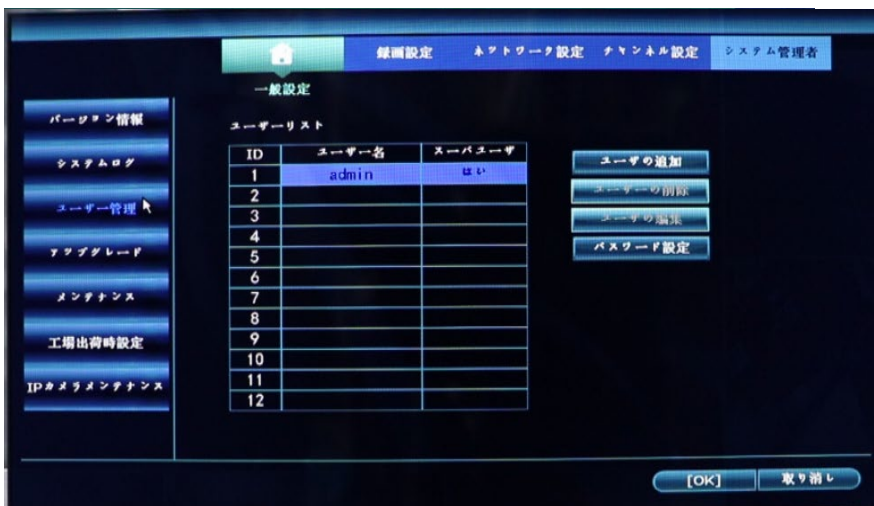 録画設定 ネットワーク設定 チャンネル設定 システム管理者
一般設定
バージョン情報
システムログ
ユーザー管理
アップグレード
メンテナンス
工場出荷時設定
IPカメラメンテナンス
ユーザーリスト
ID ユーザー名 スーパユーザ
1 admin はい
2
3
4
5
6
7
8
9
10
11
12
ユーザの追加
ユーザーの削除
ユーザの編集
パスワード設定
[OK] 取り消し